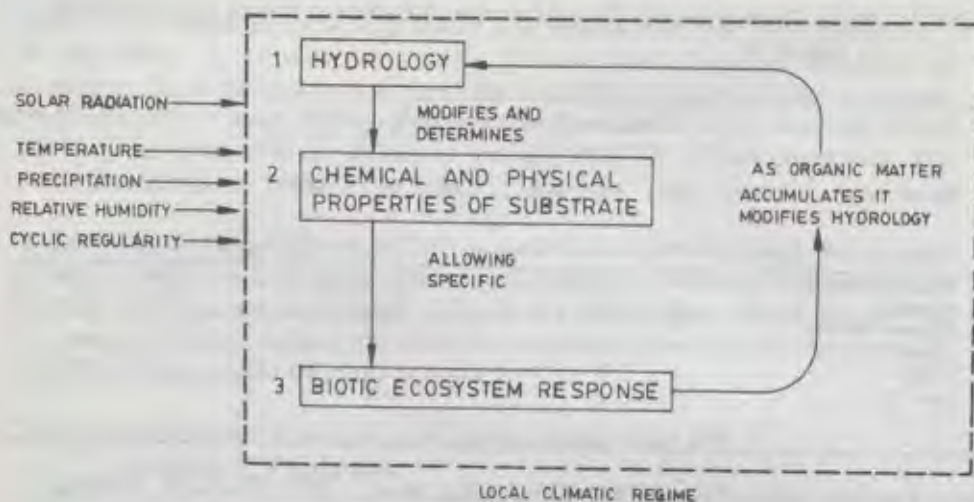 1 HYDROLOGY
SOLAR RADIATION
MODIFIES AND
DETERMINES
TEMPERATURE
PRECIPITATION
RELATIVE HUMIDITY
CYCLIC REGULARITY
2 CHEMICAL AND PHYSICAL
PROPERTIES OF SUBSTRATE
AS ORGANIC MATTER
ACCUMULATES IT
MODIFIES HYDROLOGY
ALLOWING
SPECIFIC
3 BIOTIC ECOSYSTEM RESPONSE
LOCAL CLIMATIC REGIME